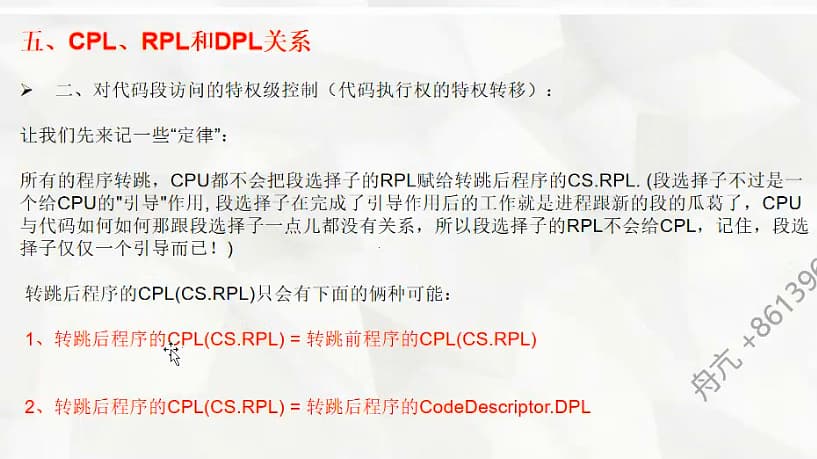 五、CPL、RPL和DPL关系
➢ 二、对代码段访问的特权级控制（代码执行权的特权转移）:
让我们先来记一些“定律”:
所有的程序转跳，CPU都不会把段选择子的RPL赋给转跳后程序的CS.RPL. (段选择子不过是一
个给CPU的"引导"作用, 段选择子在完成了引导作用后的工作就是进程跟新的段的瓜葛了，CPU
与代码如何如何那跟段选择子一点儿都没有关系，所以段选择子的RPL不会给CPL，记住，段选
择子仅仅一个引导而已！)
转跳后程序的CPL(CS.RPL)只会有下面的俩种可能：
1、转跳后程序的CPL(CS.RPL) = 转跳前程序的CPL(CS.RPL)
2、转跳后程序的CPL(CS.RPL) = 转跳后程序的CodeDescriptor.DPL
舟亢 +861396